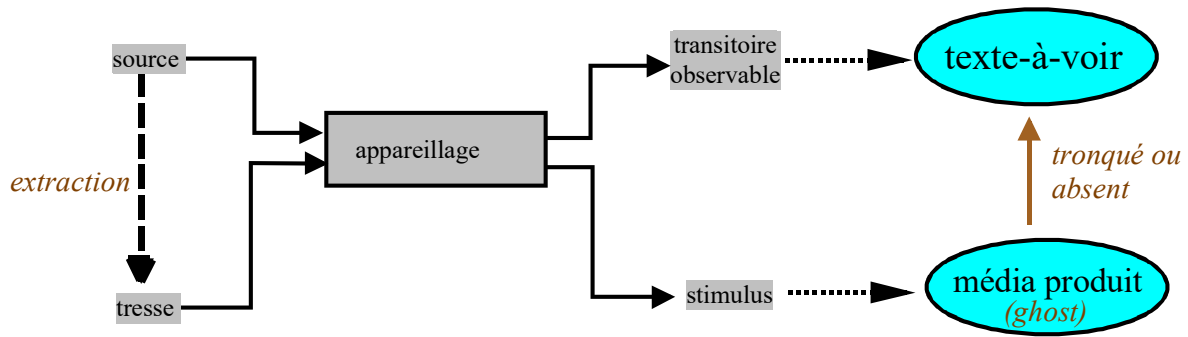 source
transitoire
observable
texte-à-voir
appareillage
extraction
tronqué ou
absent
tresse
stimulus
média produit
(ghost)